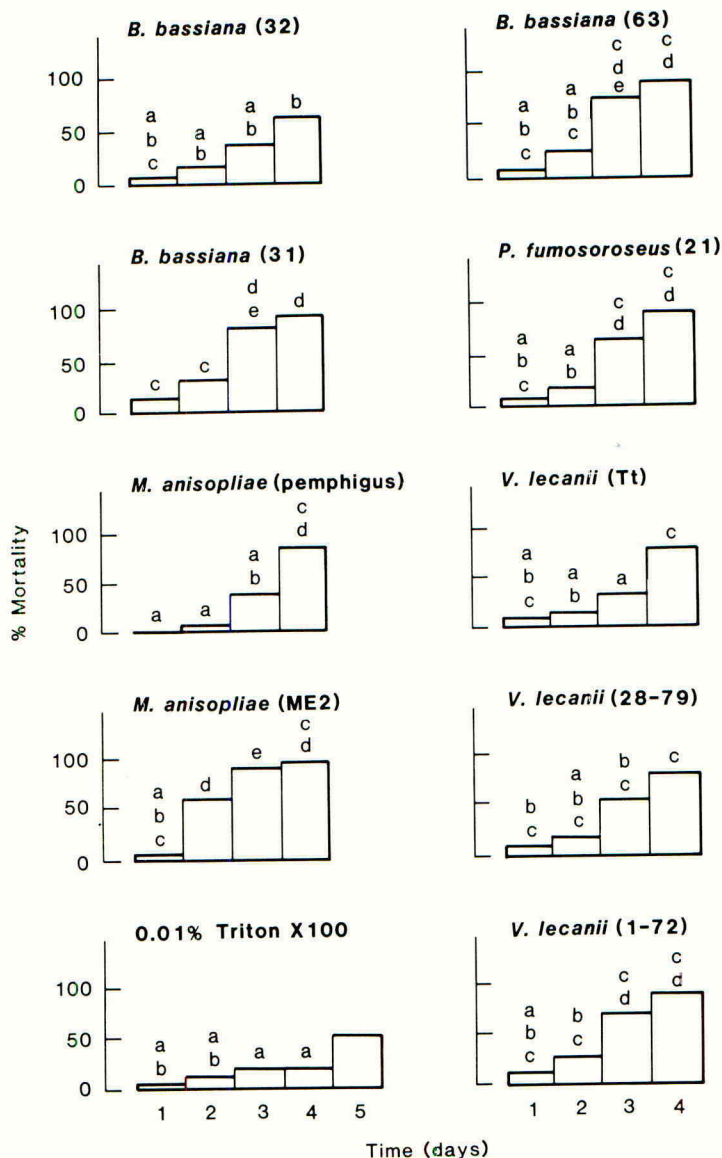 B. bassiana (32)
100
50
0
a
b
c
a
b
a
b
b
B. bassiana (63)
a
b
c
a
b
c
c
d
e
c
d
B. bassiana (31)
100
50
0
c
c
d
e
d
P. fumosoroseus (21)
a
b
c
a
b
c
d
c
d
% Mortality
M. anisopliae (pemphigus)
100
50
0
a
a
a
b
c
d
V. lecanii (Tt)
a
b
c
a
b
a
c
M. anisopliae (ME2)
100
50
0
a
b
c
d
e
c
d
V. lecanii (28-79)
b
c
a
b
c
b
c
c
0.01% Triton X100
100
50
0
a
b
a
b
a
a
1 2 3 4 5
V. lecanii (1-72)
a
b
c
b
c
c
d
c
d
1 2 3 4
Time (days)